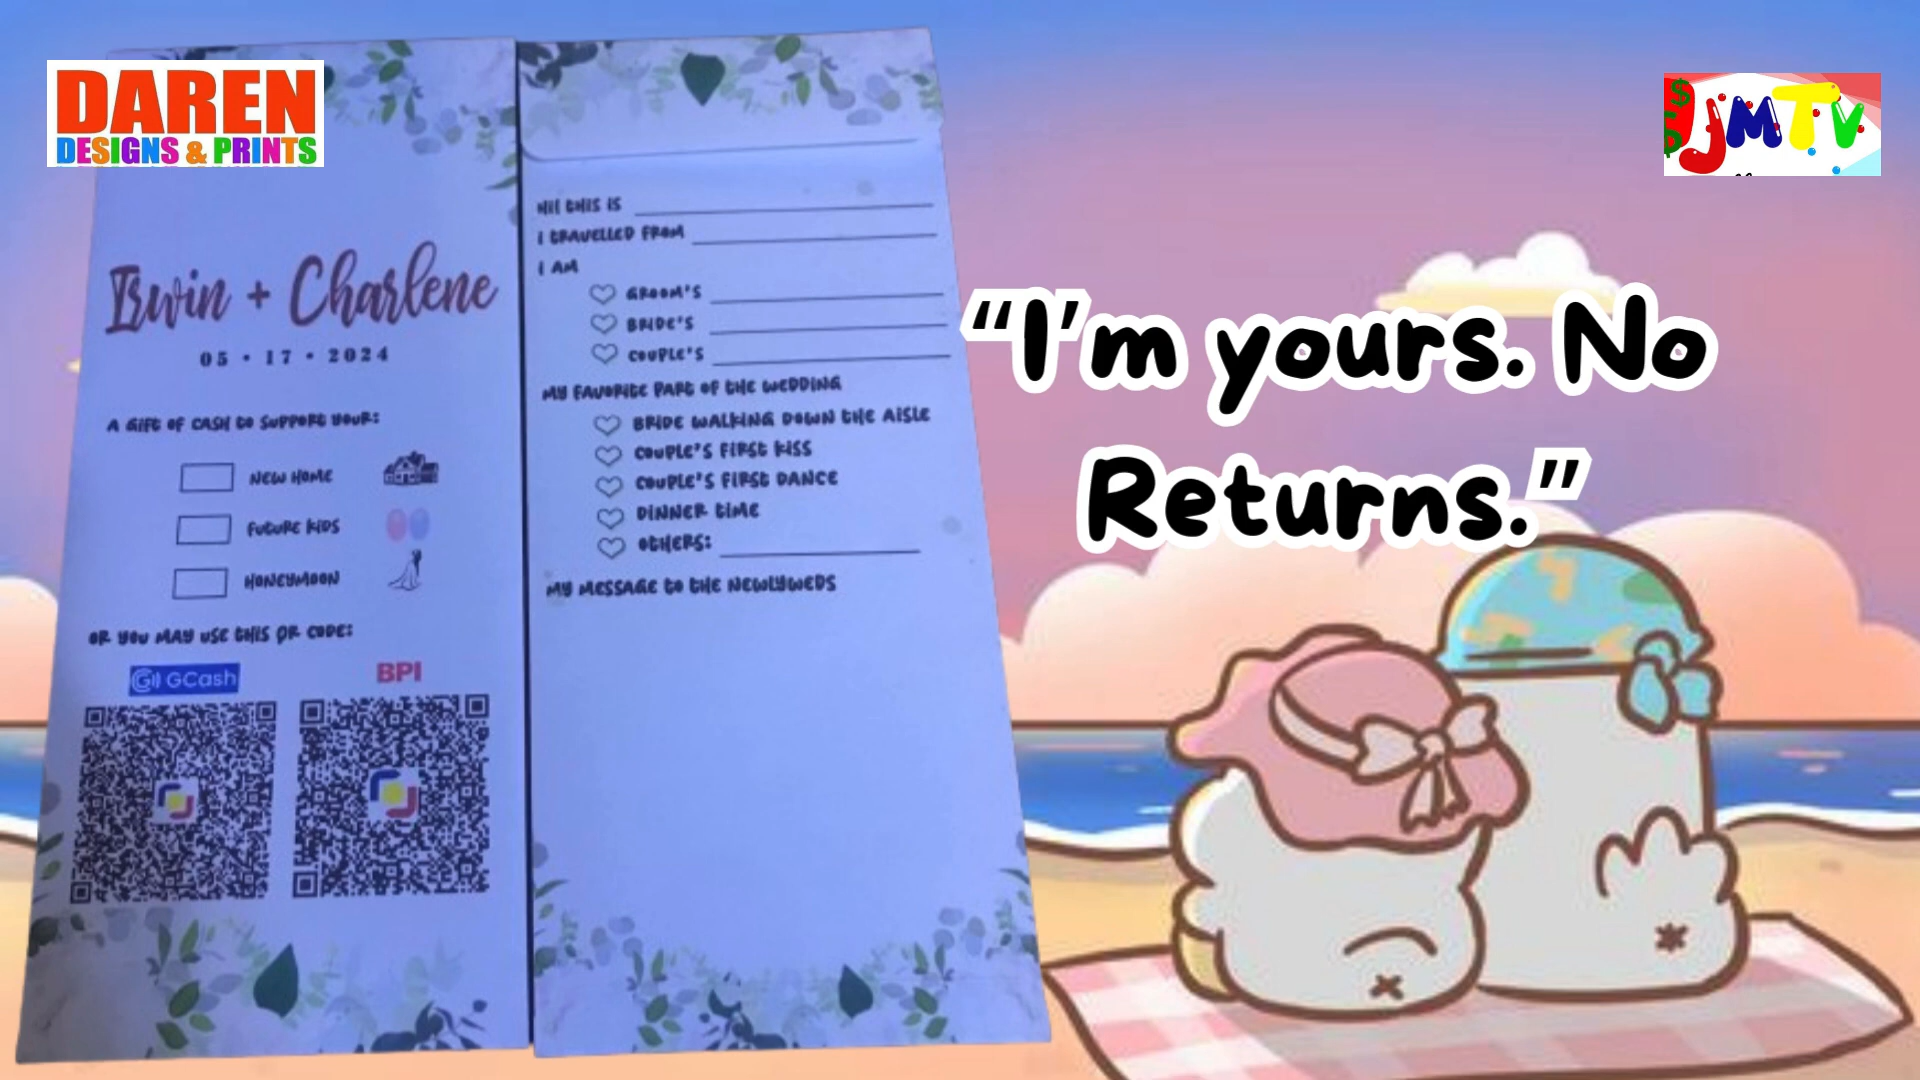 DAREN
DESIGNS & PRINTS
Irwin + Charlene
05 • 17 • 2024
A GIFT OF CASH TO SUPPORT YOUR:
NEW HOME
FUTURE KIDS
HONEYMOON
OR YOU MAY USE THIS QR CODE:
GCash
BPI
HI! THIS IS
I TRAVELLED FROM
I AM
GROOM'S
BRIDE'S
COUPLE'S
MY FAVORITE PART OF THE WEDDING
BRIDE WALKING DOWN THE AISLE
COUPLE'S FIRST KISS
COUPLE'S FIRST DANCE
DINNER TIME
OTHERS:
MY MESSAGE TO THE NEWLYWEDS
JMTV
“I’m yours. No
Returns.”